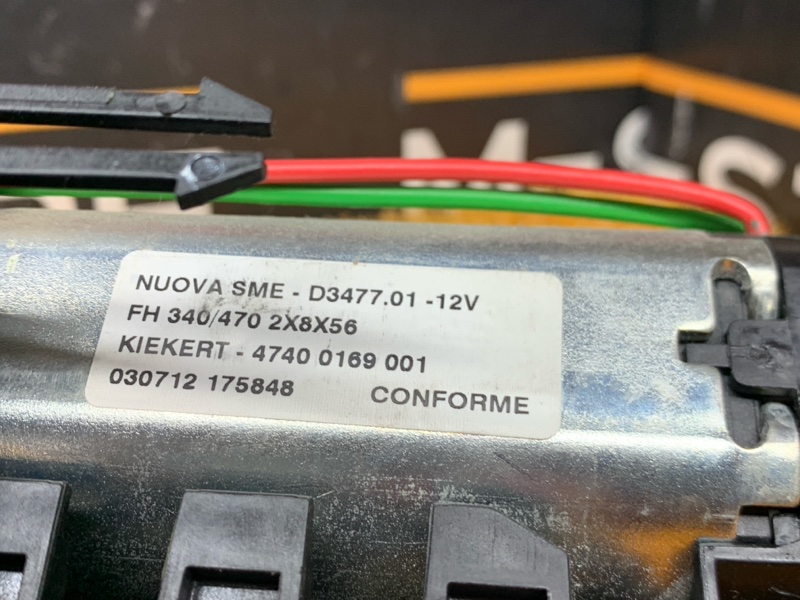 NUOVA SME - D3477.01 -12V
FH 340/470 2X8X56
KIEKERT - 4740 0169 001
030712 175848 CONFORME